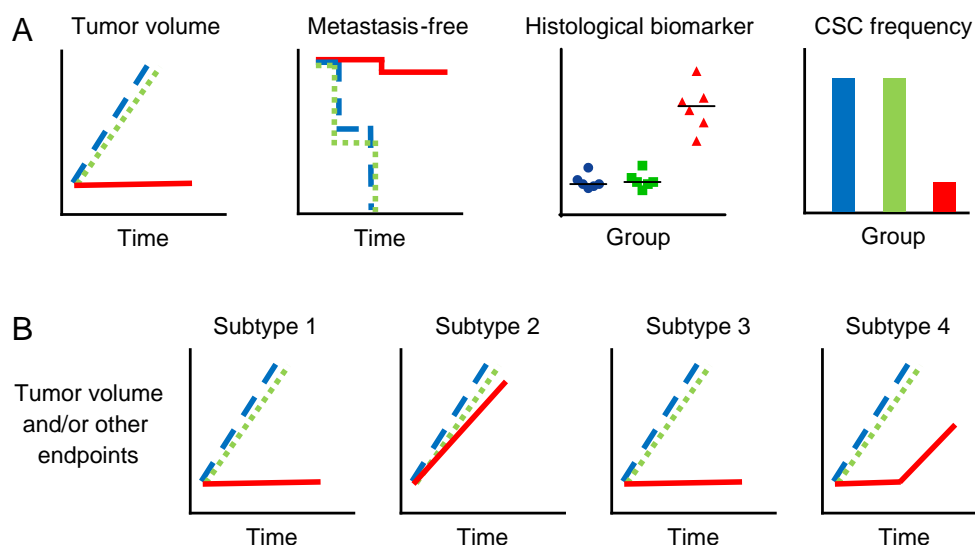 A
Tumor volume
Metastasis-free
Histological biomarker
CSC frequency
Time
Time
Group
Group
B
Subtype 1
Subtype 2
Subtype 3
Subtype 4
Tumor volume
and/or other
endpoints
Time
Time
Time
Time